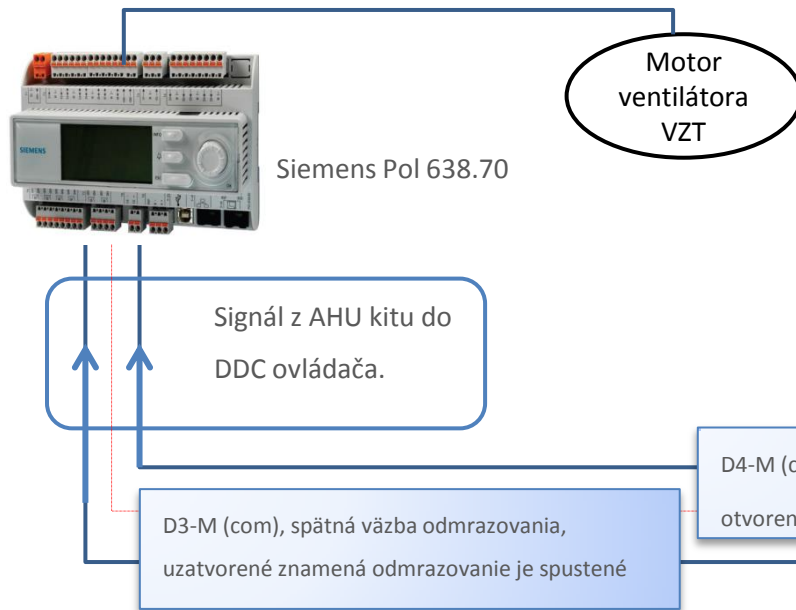 Motor
ventilátora
VZT
SIEMENS
Siemens Pol 638.70
Signál z AHU kitu do
DDC ovládača.
D4-M
D3-M (com), spätná väzba odmrazovania,
uzatvorené znamená odmrazovanie je spustené